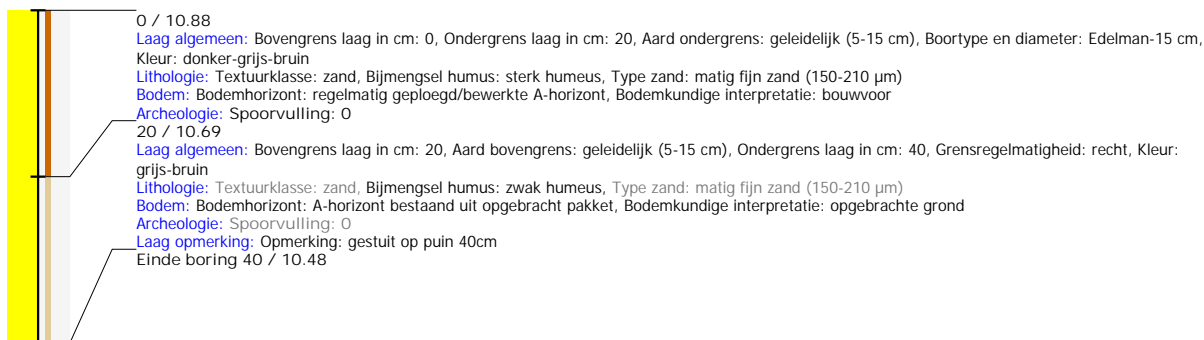 0 / 10.88
Laag algemeen: Bovengrens laag in cm: 0, Ondergrens laag in cm: 20, Aard ondergrens: geleidelijk (5-15 cm), Boortype en diameter: Edelman-15 cm,
Kleur: donker-grijs-bruin
Lithologie: Textuurklasse: zand, Bijmengsel humus: sterk humeus, Type zand: matig fijn zand (150-210 µm)
Bodem: Bodemhorizont: regelmatig geploegd/bewerkte A-horizont, Bodemkundige interpretatie: bouwvoor
Archeologie: Spoorvulling: 0
20 / 10.69
Laag algemeen: Bovengrens laag in cm: 20, Aard bovengrens: geleidelijk (5-15 cm), Ondergrens laag in cm: 40, Grensregelmatigheid: recht, Kleur:
grijs-bruin
Lithologie: Textuurklasse: zand, Bijmengsel humus: zwak humeus, Type zand: matig fijn zand (150-210 µm)
Bodem: Bodemhorizont: A-horizont bestaand uit opgebracht pakket, Bodemkundige interpretatie: opgebrachte grond
Archeologie: Spoorvulling: 0
Laag opmerking: Opmerking: gestuit op puin 40cm
Einde boring 40 / 10.48